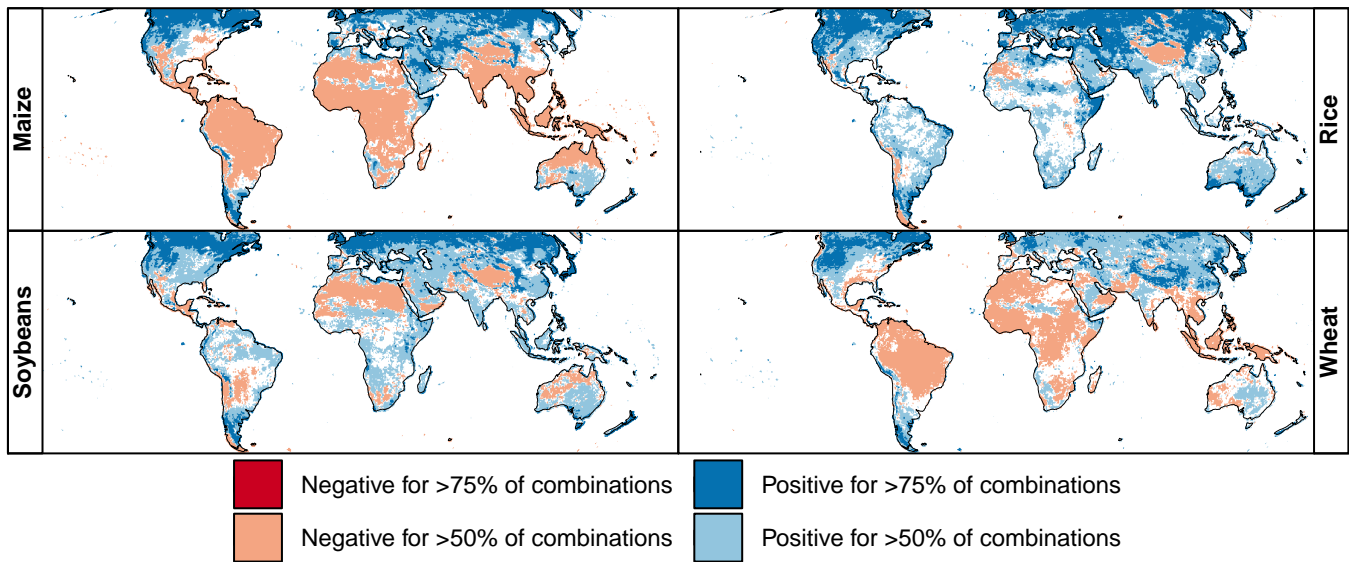 Maize
Rice
Soybeans
Wheat
Negative for >75% of combinations
Positive for >75% of combinations
Negative for >50% of combinations
Positive for >50% of combinations